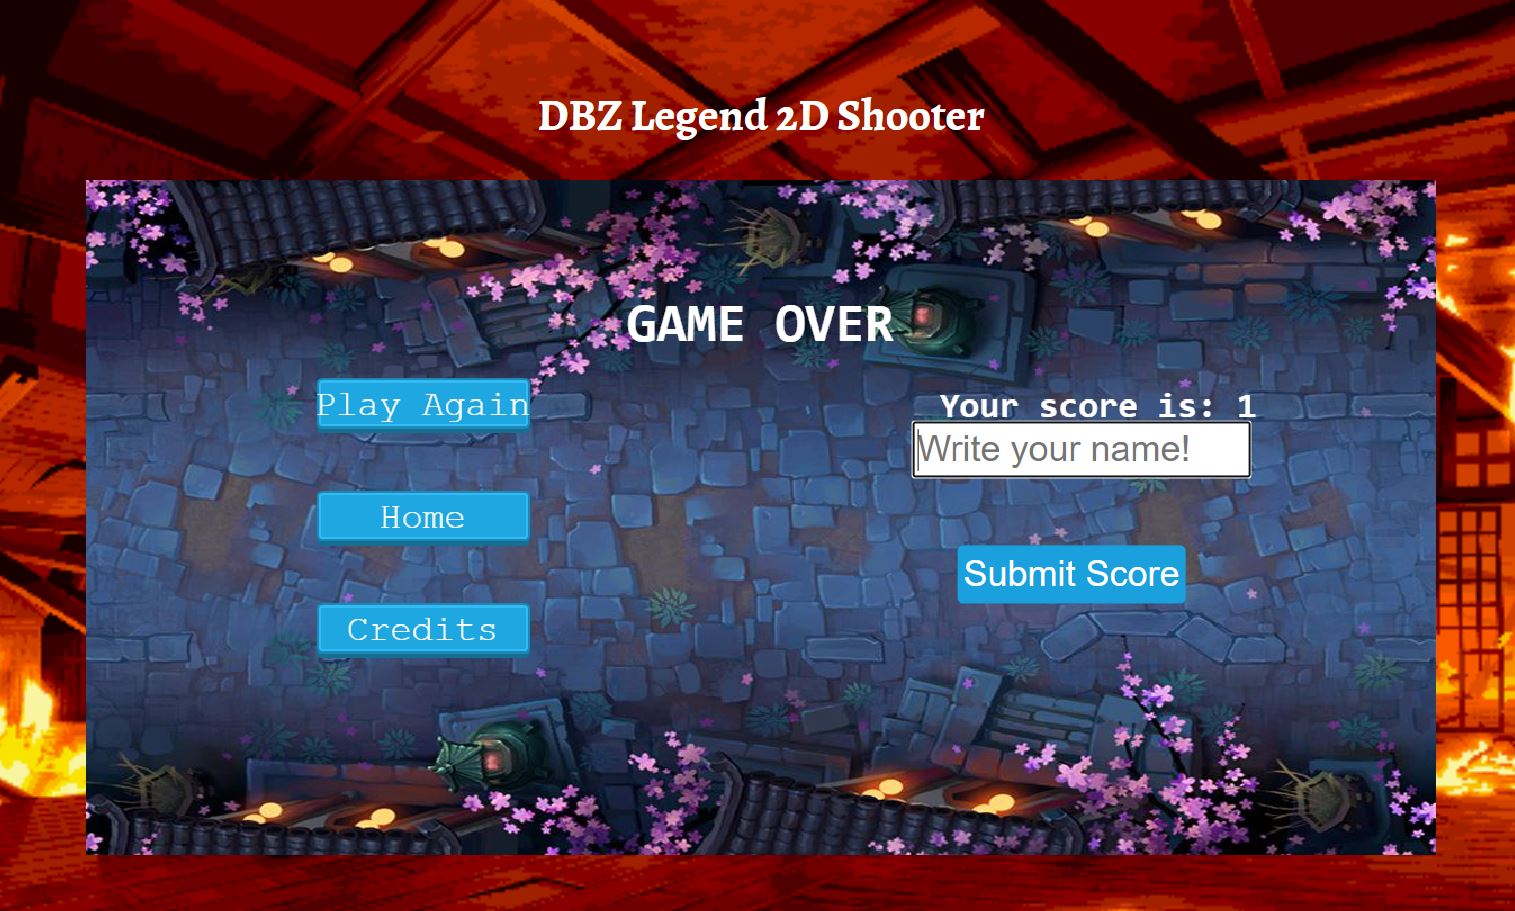 DBZ Legend 2D Shooter
GAME OVER
Play Again
Home
Credits
Your score is: 1
Write your name!
Submit Score